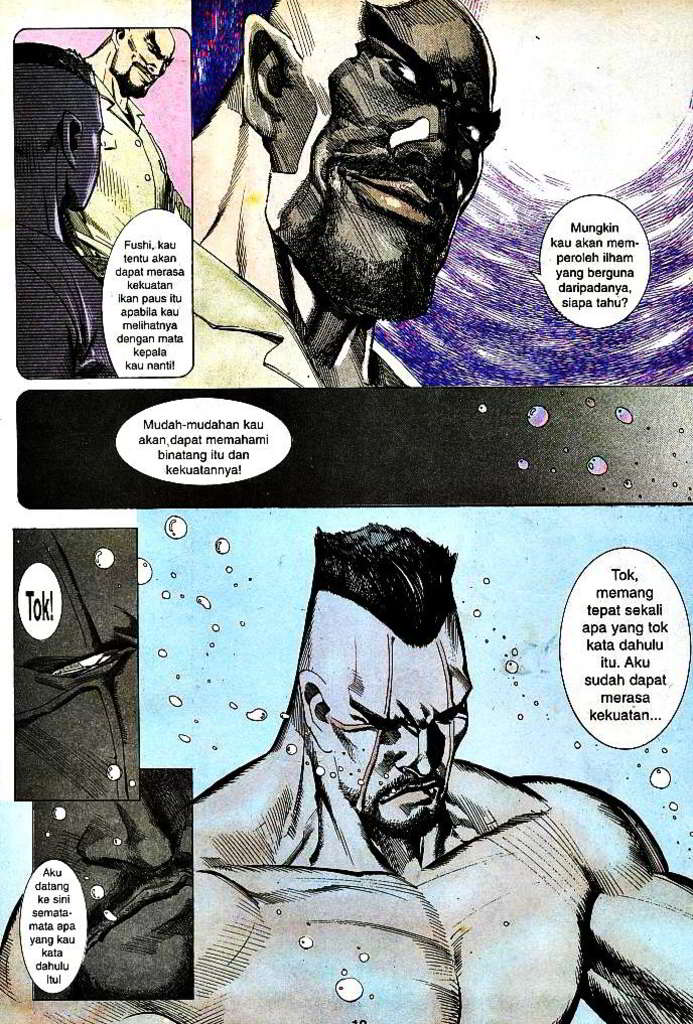 Fushi, kau
tentu akan
dapat merasa
kekuatan
ikan paus itu
apabila kau
melihatnya
dengan mata
kepala
kau nanti!
Mungkin
kau akan mem-
peroleh ilham
yang berguna
daripadanya,
siapa tahu?
Mudah-mudahan kau
akan dapat memahami
binatang itu dan
kekuatannya!
Tok!
Tok,
memang
tepat sekali
apa yang tok
kata dahulu
itu. Aku
sudah dapat
merasa
kekuatan...
Aku
datang
ke sini
semata-
mata apa
yang kau
kata
dahulu
itu!